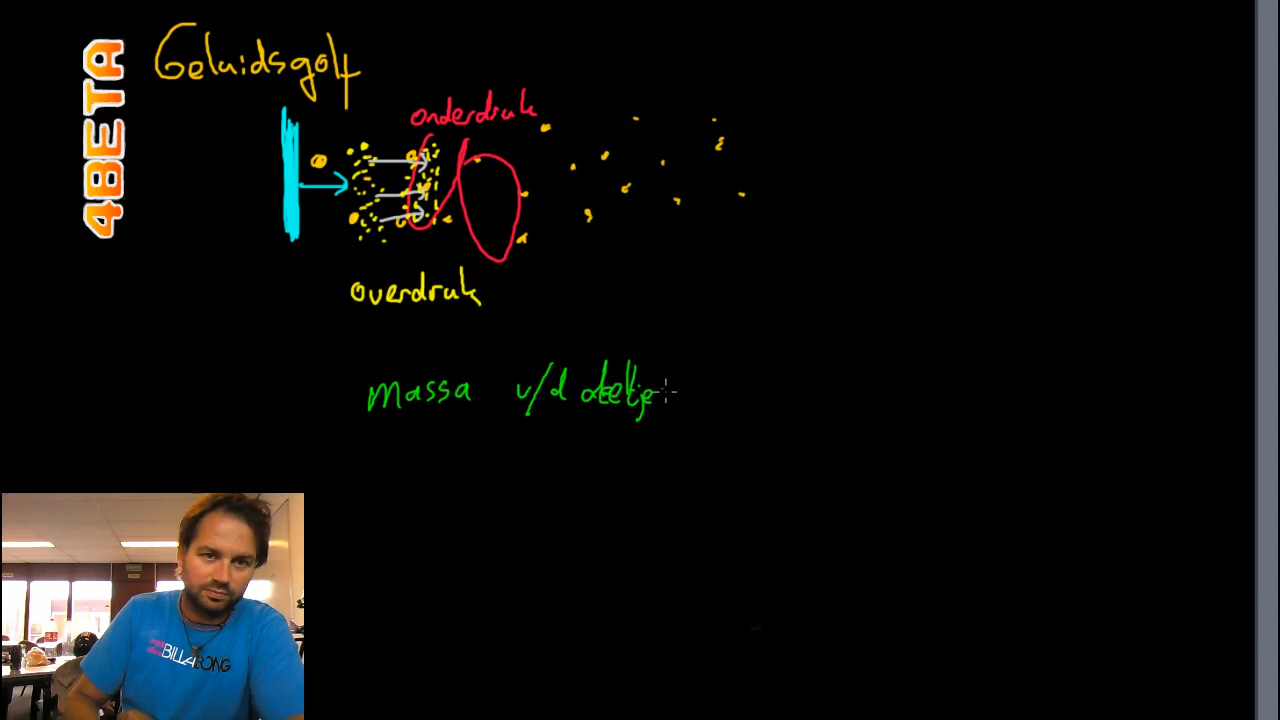 4BETA
Geluidsgolf
onderdruk
overdruk
massa v/d deeltje
BILLABONG